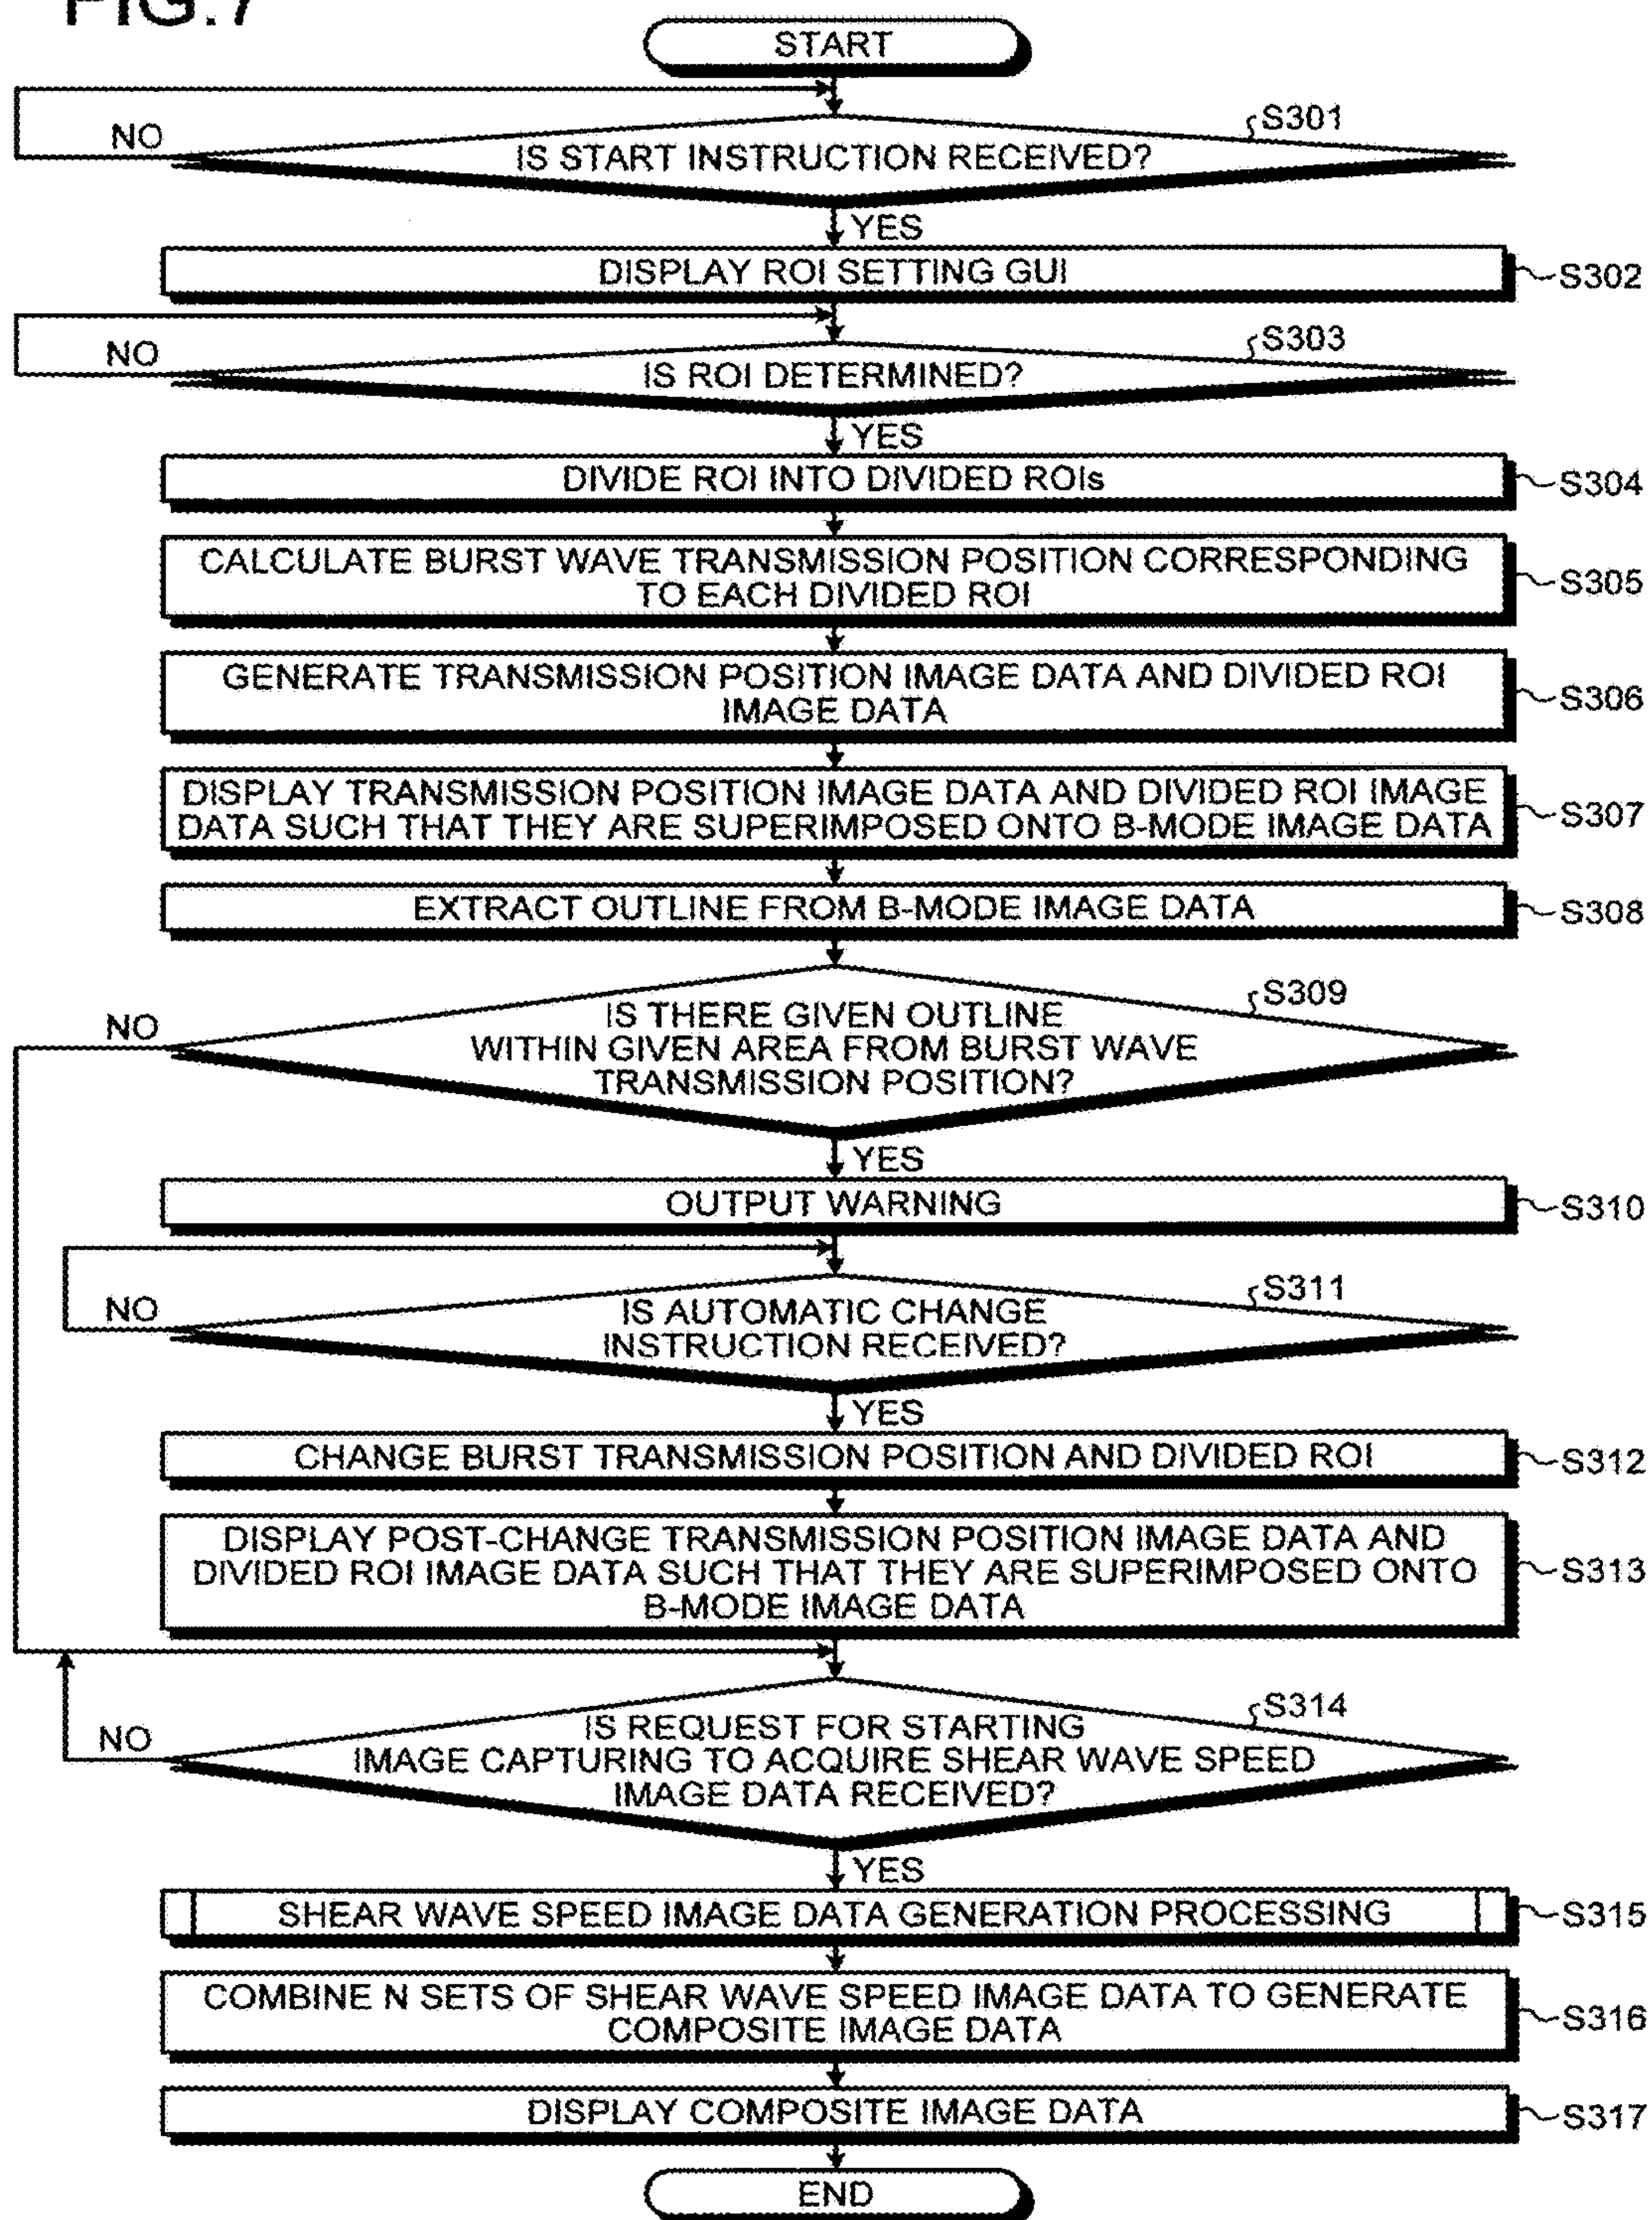 FIG.7
START
S301
NO
IS START INSTRUCTION RECEIVED?
YES
DISPLAY ROI SETTING GUI
S302
S303
NO
IS ROI DETERMINED?
YES
DIVIDE ROI INTO DIVIDED ROIs
S304
CALCULATE BURST WAVE TRANSMISSION POSITION CORRESPONDING
TO EACH DIVIDED ROI
S305
GENERATE TRANSMISSION POSITION IMAGE DATA AND DIVIDED ROI
IMAGE DATA
S306
DISPLAY TRANSMISSION POSITION IMAGE DATA AND DIVIDED ROI IMAGE
DATA SUCH THAT THEY ARE SUPERIMPOSED ONTO B-MODE IMAGE DATA
S307
EXTRACT OUTLINE FROM B-MODE IMAGE DATA
S308
S309
NO
IS THERE GIVEN OUTLINE
WITHIN GIVEN AREA FROM BURST WAVE
TRANSMISSION POSITION?
YES
OUTPUT WARNING
S310
S311
NO
IS AUTOMATIC CHANGE
INSTRUCTION RECEIVED?
YES
CHANGE BURST TRANSMISSION POSITION AND DIVIDED ROI
S312
DISPLAY POST-CHANGE TRANSMISSION POSITION IMAGE DATA AND
DIVIDED ROI IMAGE DATA SUCH THAT THEY ARE SUPERIMPOSED ONTO
B-MODE IMAGE DATA
S313
S314
NO
IS REQUEST FOR STARTING
IMAGE CAPTURING TO ACQUIRE SHEAR WAVE SPEED
IMAGE DATA RECEIVED?
YES
SHEAR WAVE SPEED IMAGE DATA GENERATION PROCESSING
S315
COMBINE N SETS OF SHEAR WAVE SPEED IMAGE DATA TO GENERATE
COMPOSITE IMAGE DATA
S316
DISPLAY COMPOSITE IMAGE DATA
S317
END